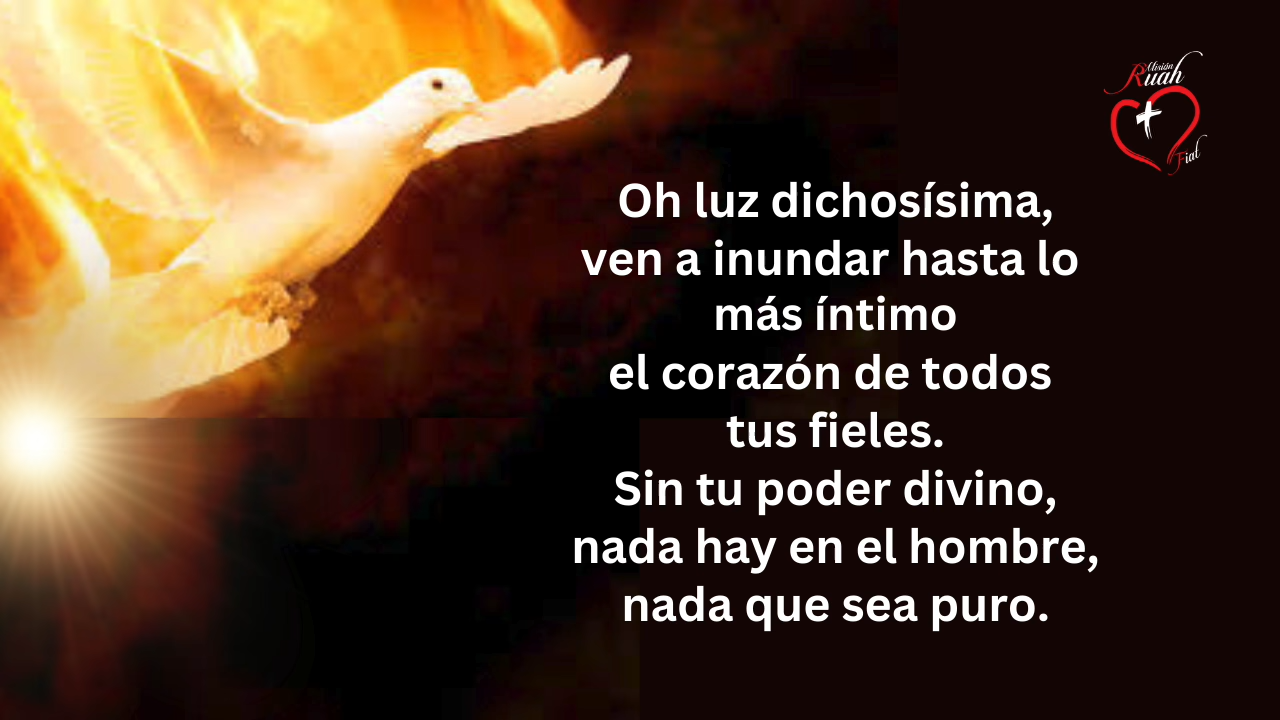 Misión
Ruah
Fiat
Oh luz dichosísima,
ven a inundar hasta lo
más íntimo
el corazón de todos
tus fieles.
Sin tu poder divino,
nada hay en el hombre,
nada que sea puro.